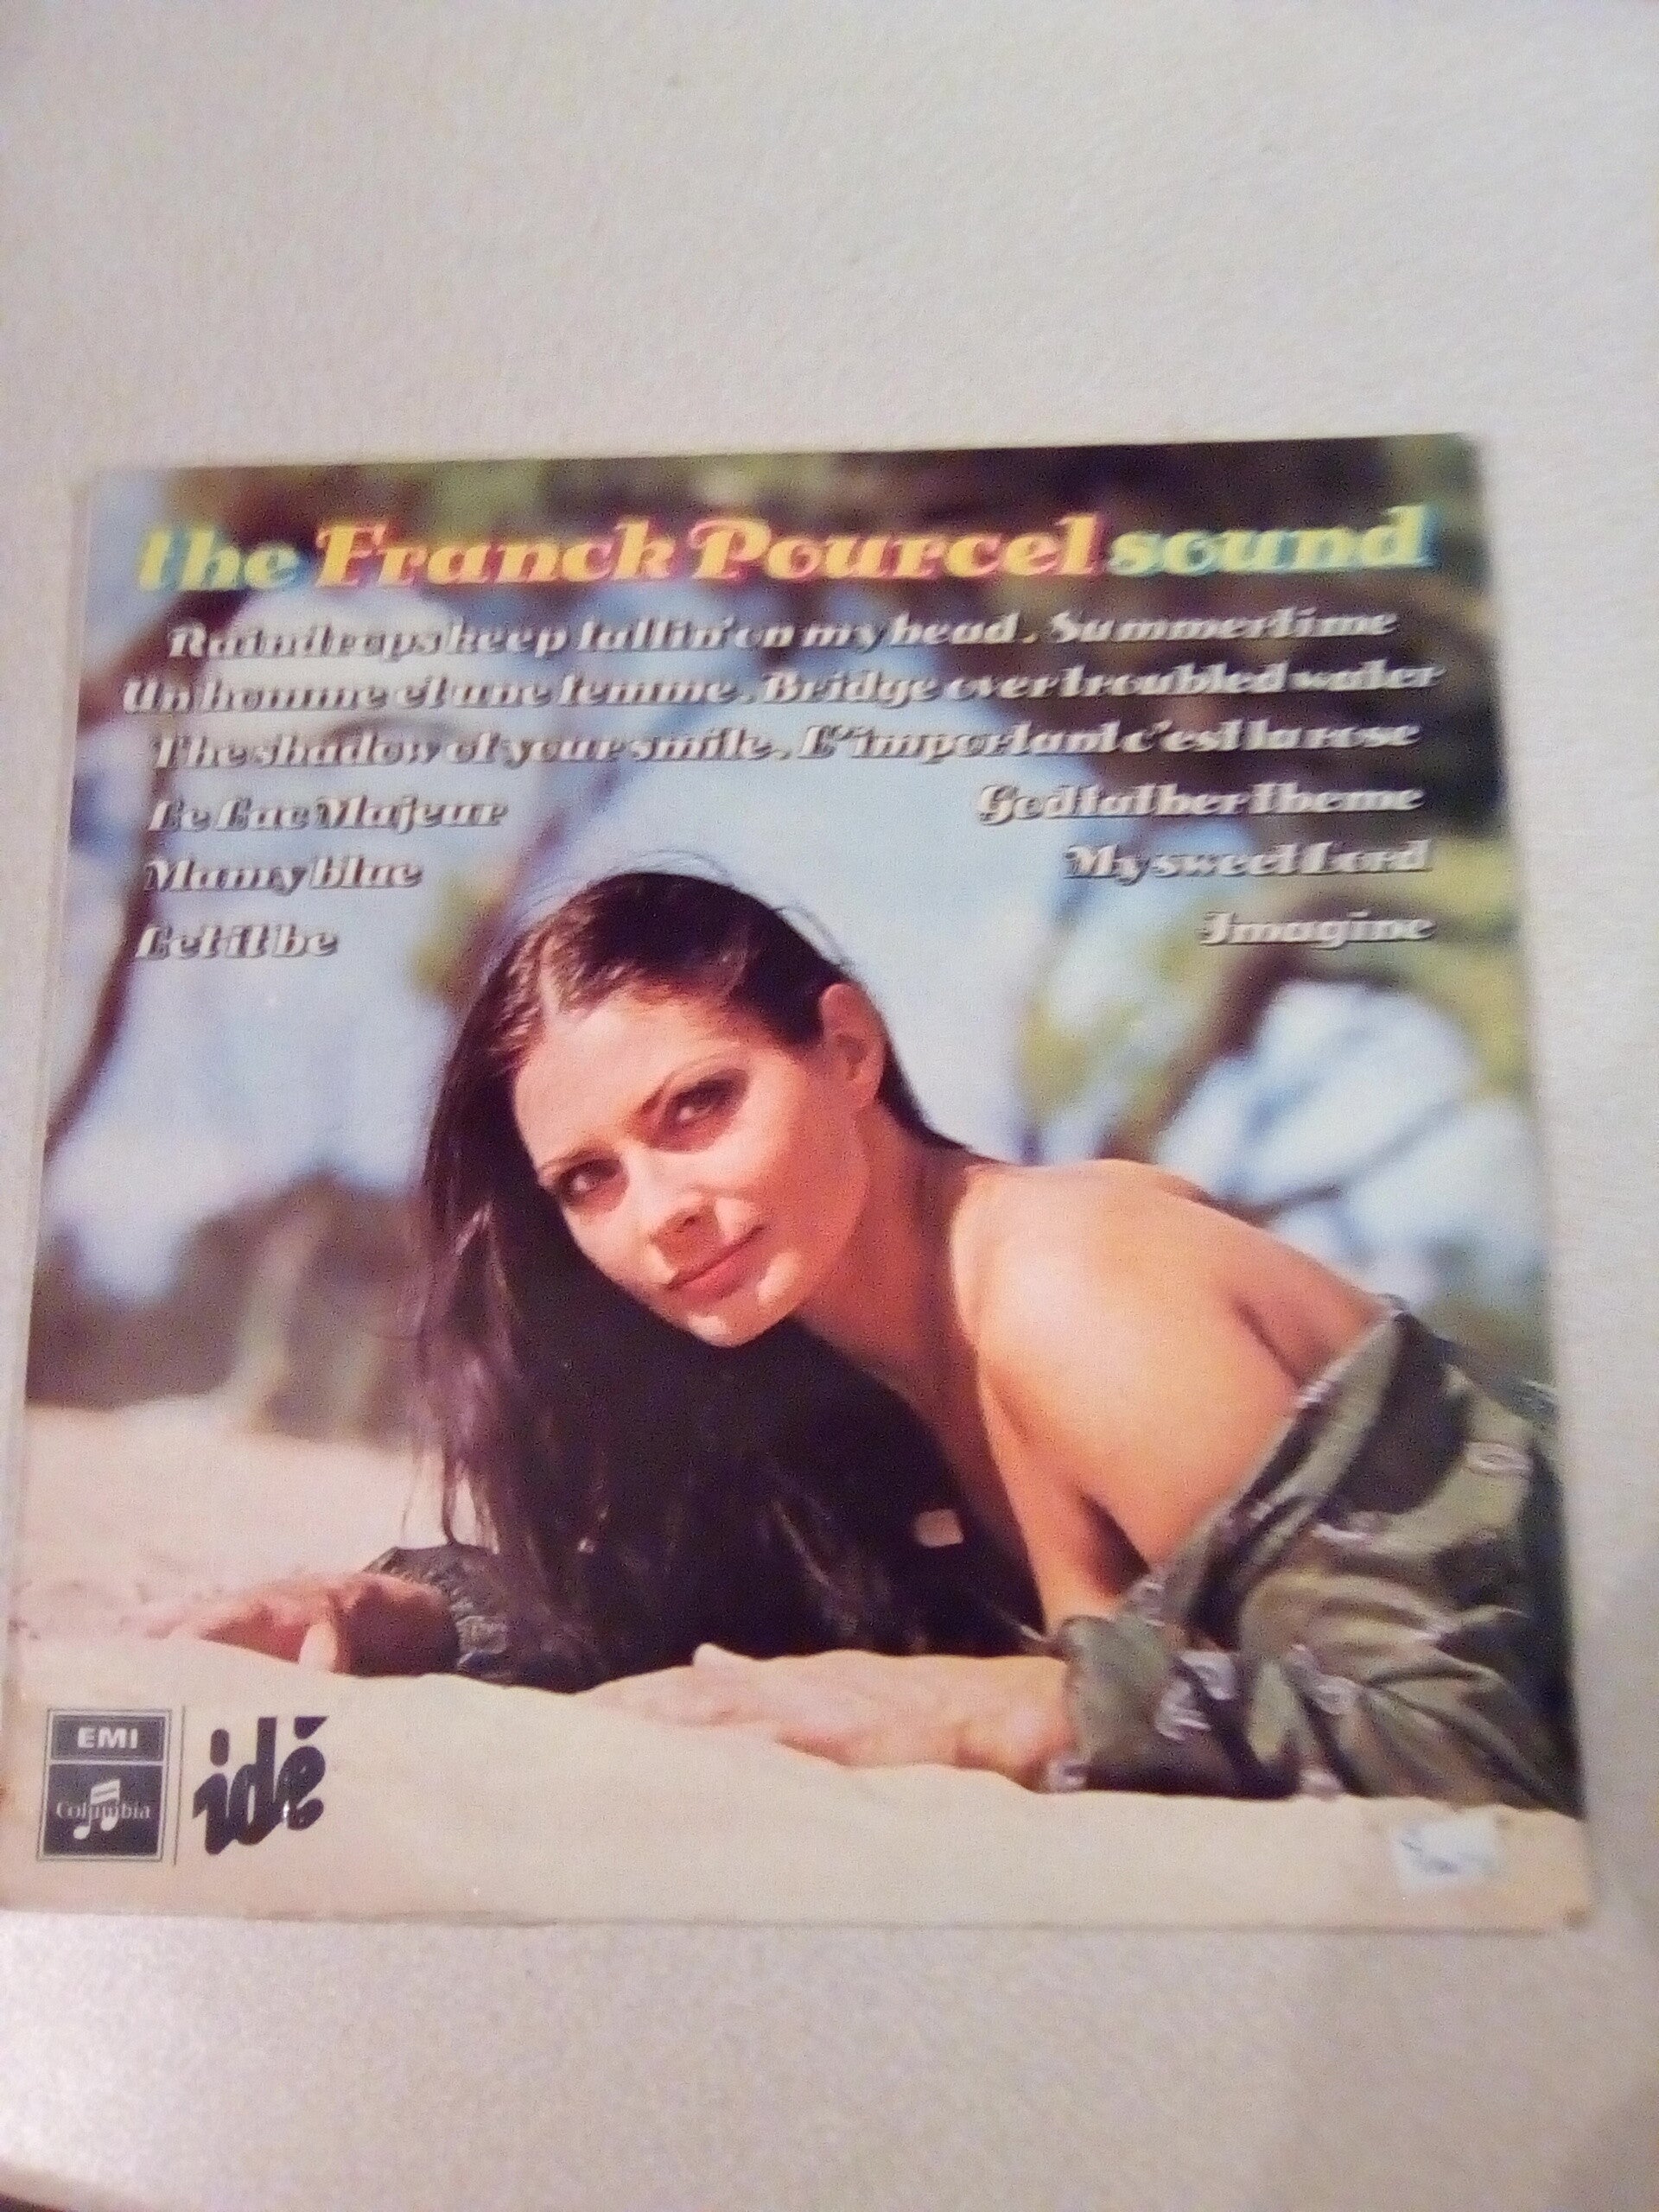 the Franck Pourcel sound
Raindrops keep fallin' on my head. Summertime
Un homme et une femme. Bridge over troubled water
The shadow of your smile. L'important c'est la rose
Le Lac Majeur
Godfather theme
Mamy blue
My sweet Lord
Let it be
Imagine
EMI
Columbia
idé